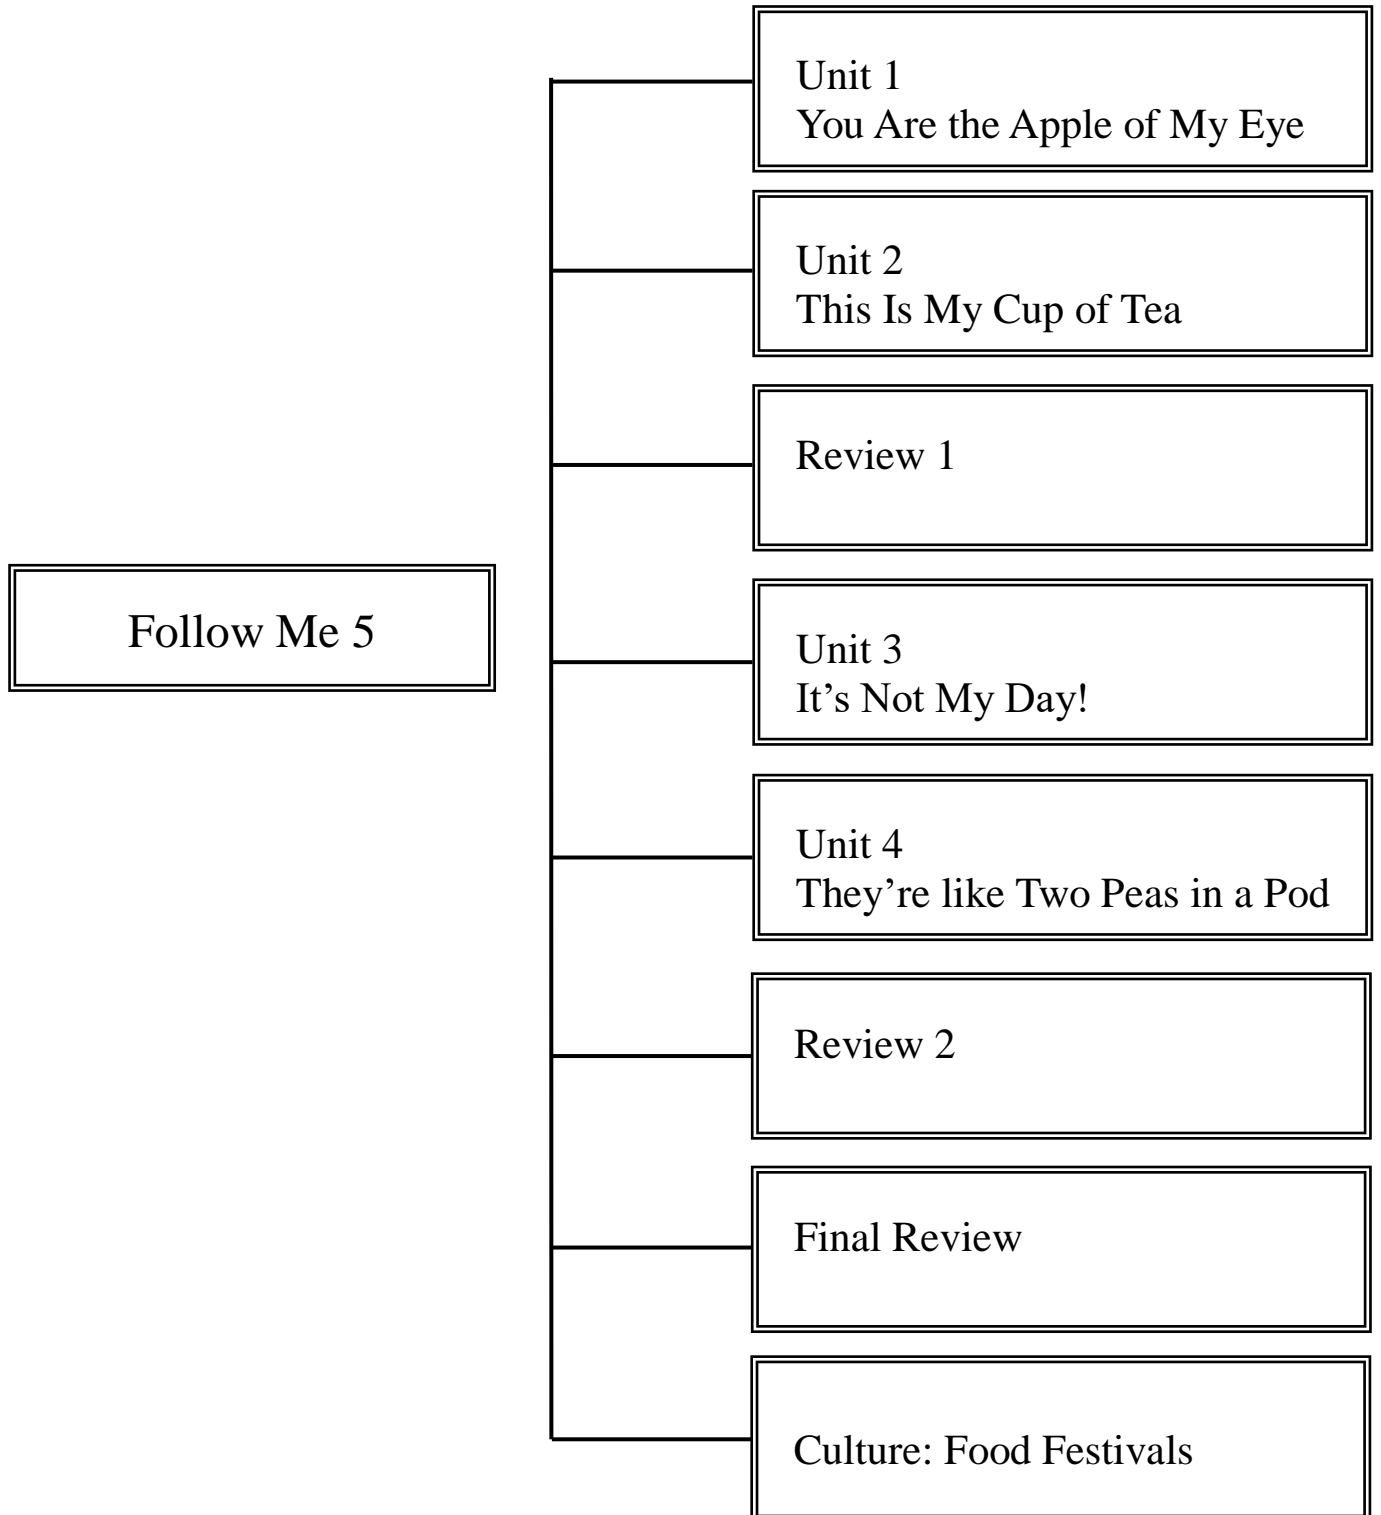 Follow Me 5
Unit 1
You Are the Apple of My Eye
Unit 2
This Is My Cup of Tea
Review 1
Unit 3
It’s Not My Day!
Unit 4
They’re like Two Peas in a Pod
Review 2
Final Review
Culture: Food Festivals